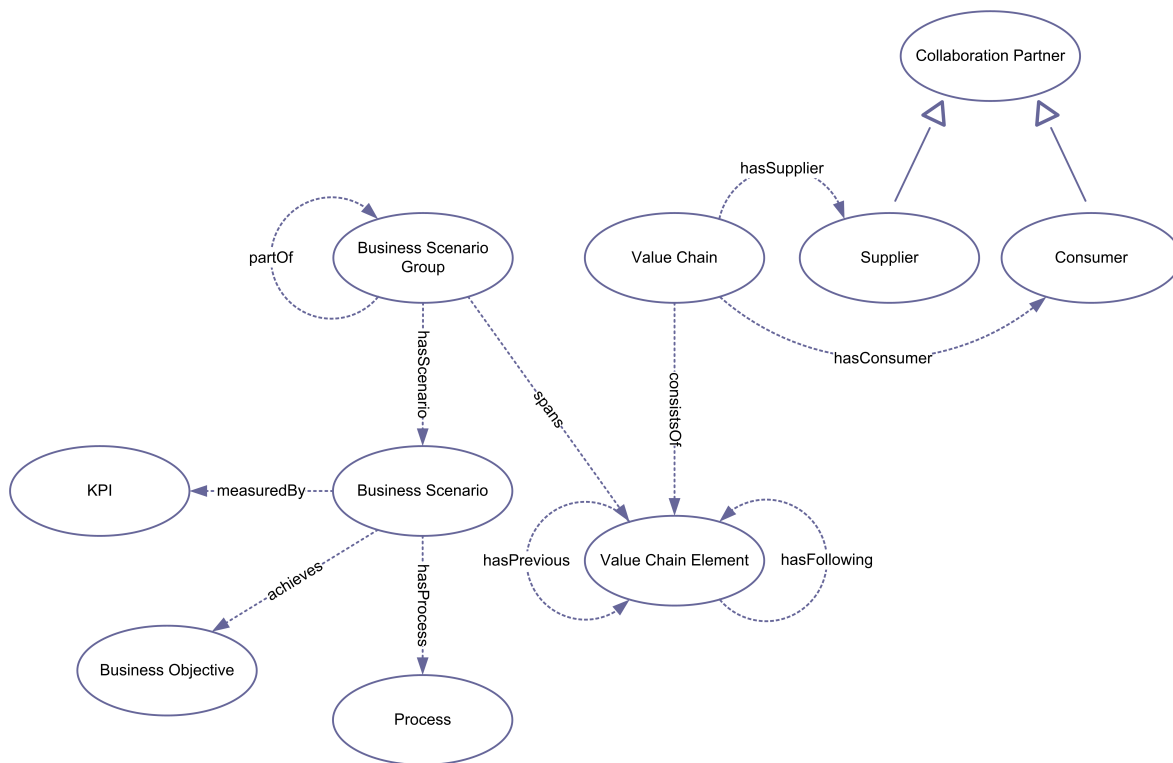 Collaboration Partner
hasSupplier
partOf
Business Scenario
Group
Value Chain
Supplier
Consumer
hasScenario
hasConsumer
spans
consistsOf
KPI
measuredBy
Business Scenario
hasPrevious
Value Chain Element
hasFollowing
achieves
hasProcess
Business Objective
Process